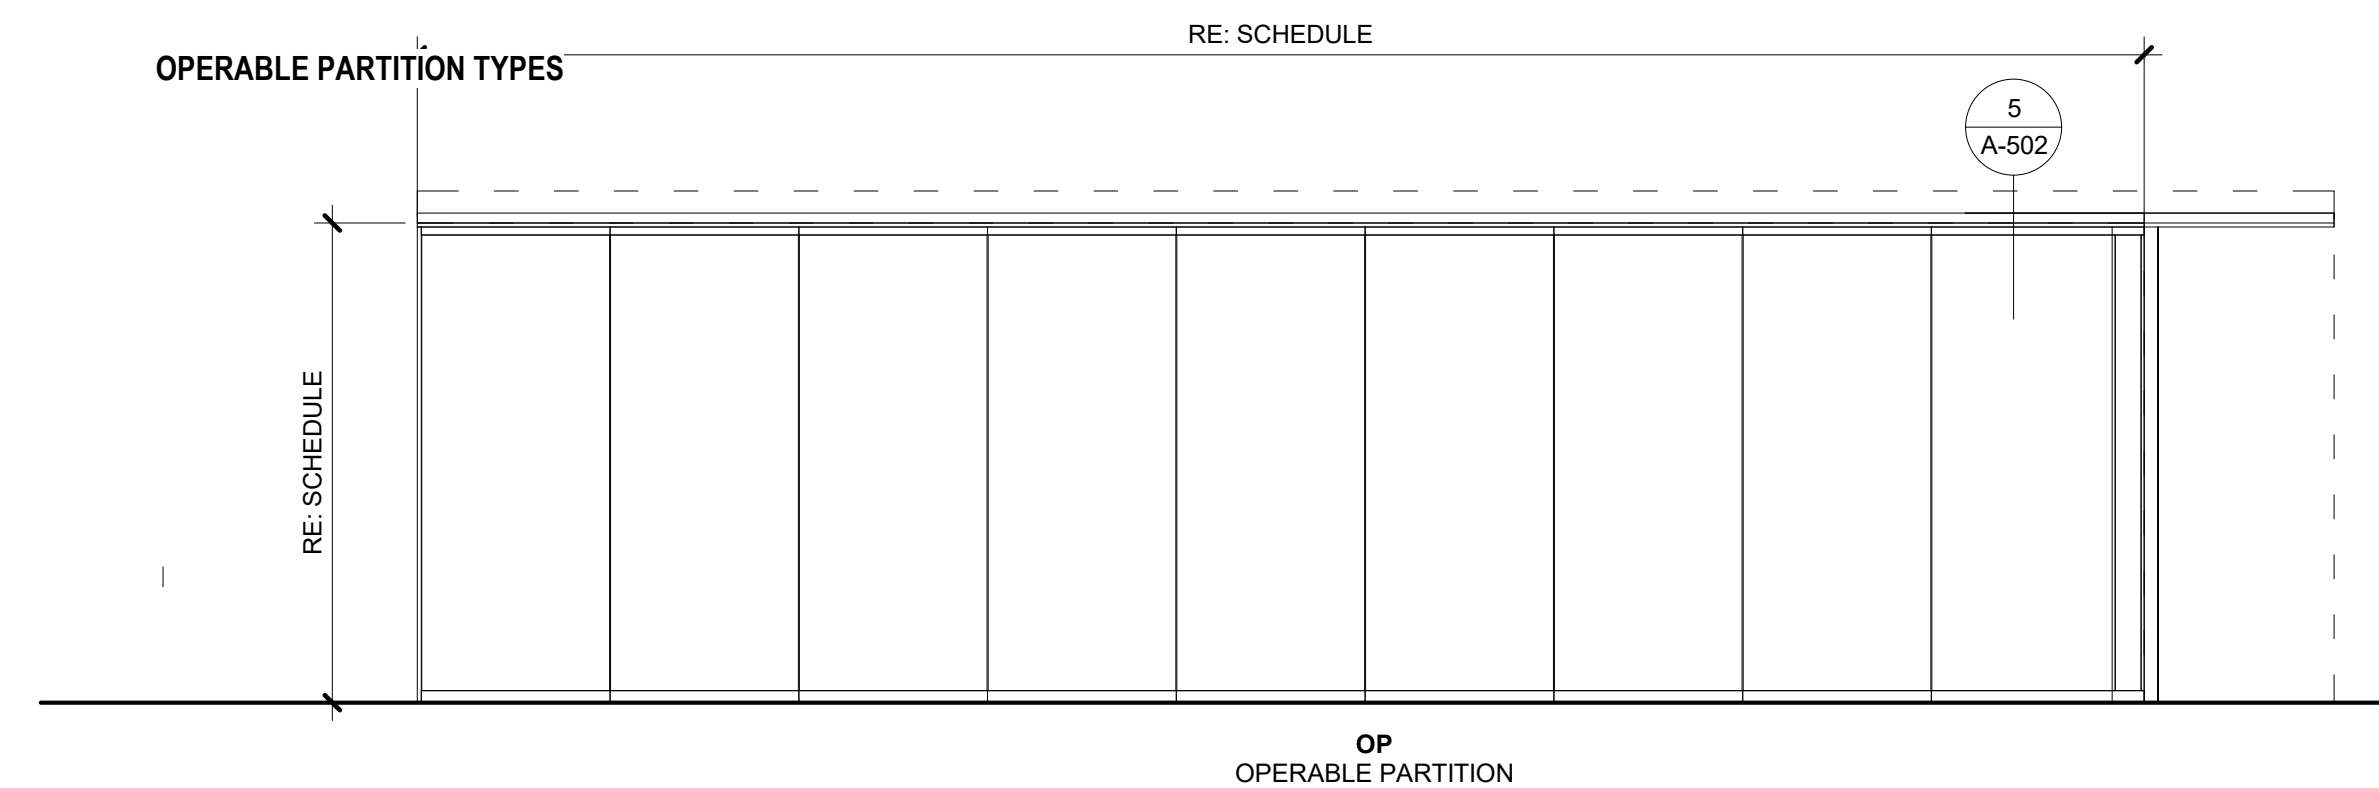 RE: SCHEDULE
OPERABLE PARTITION TYPES
5
A-502
RE: SCHEDULE
OP
OPERABLE PARTITION